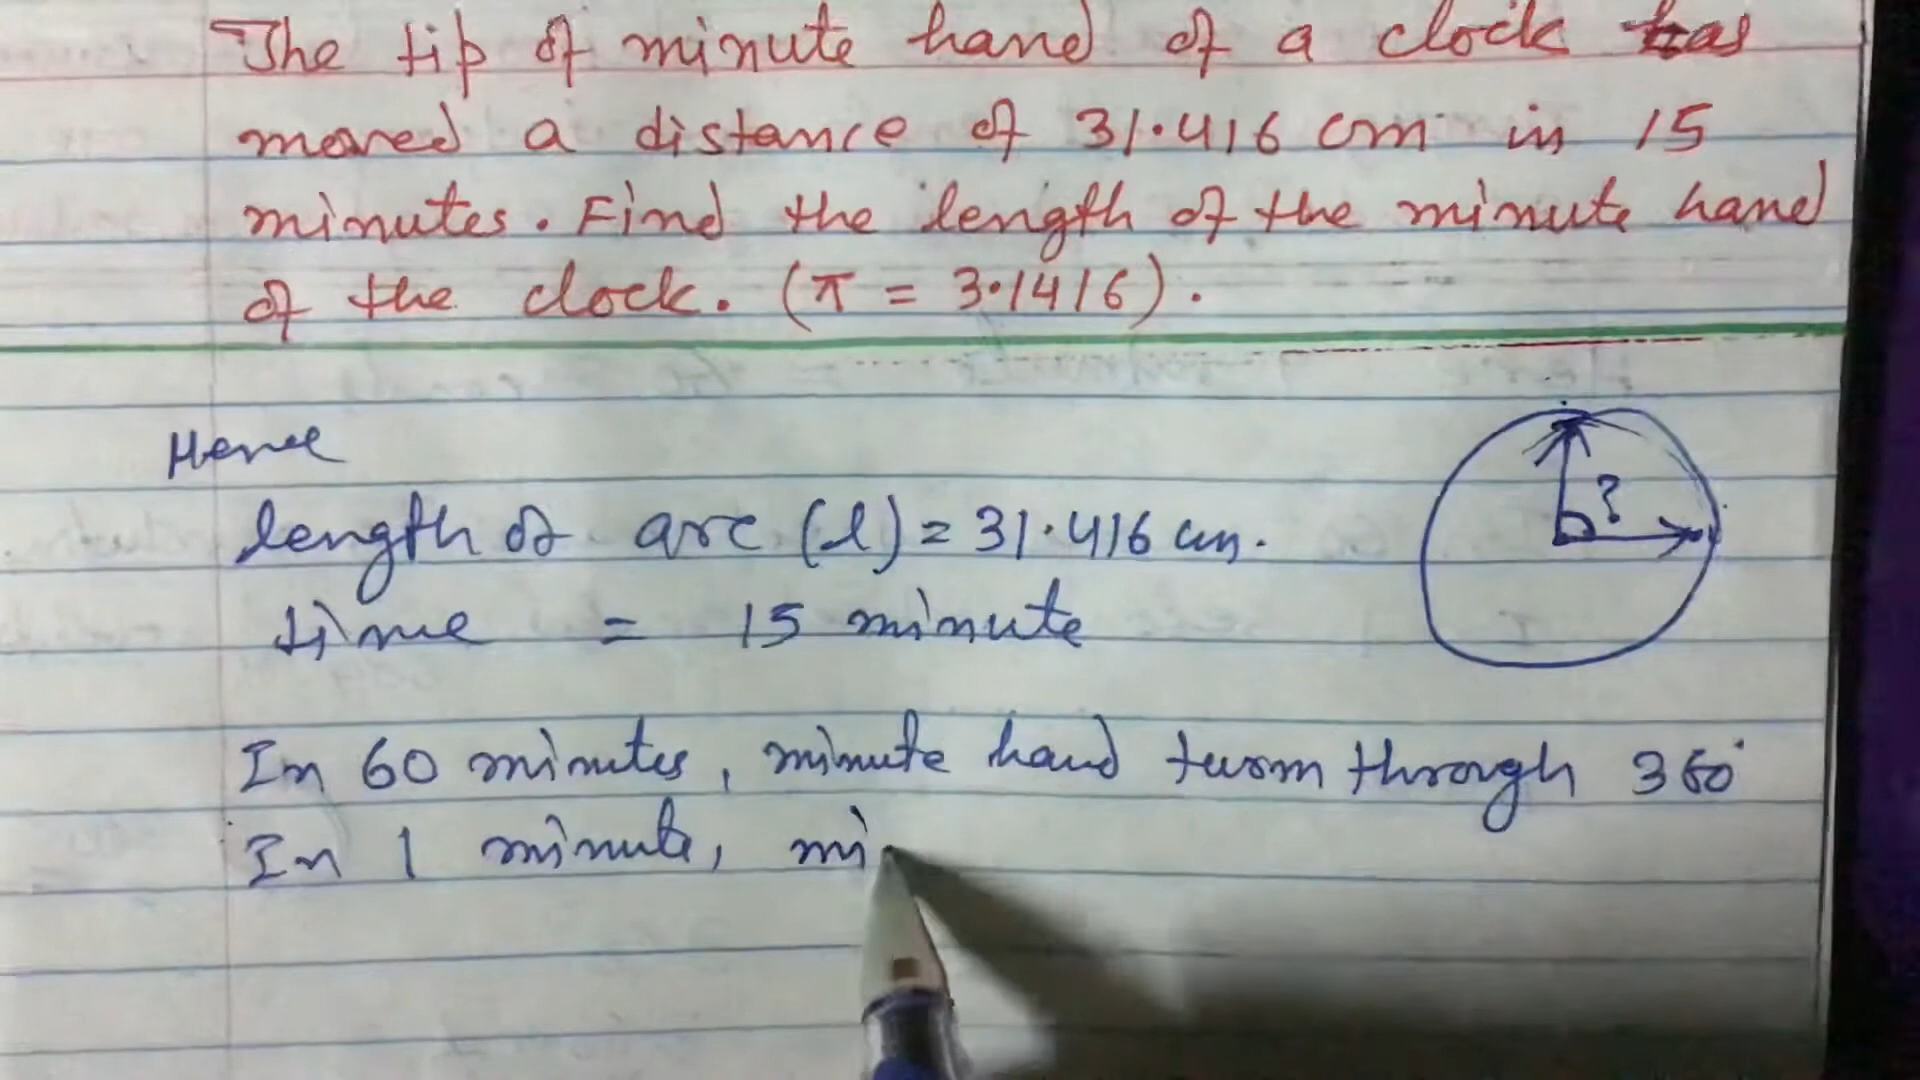 The tip of minute hand of a clock has
moved a distance of 31.416 cm in 15
minutes. Find the length of the minute hand
of the clock. (π = 3.1416).
Here
length of arc (l) = 31.416 cm.
time = 15 minute
?
In 60 minutes, minute hand turn through 360°
In 1 minute, mi